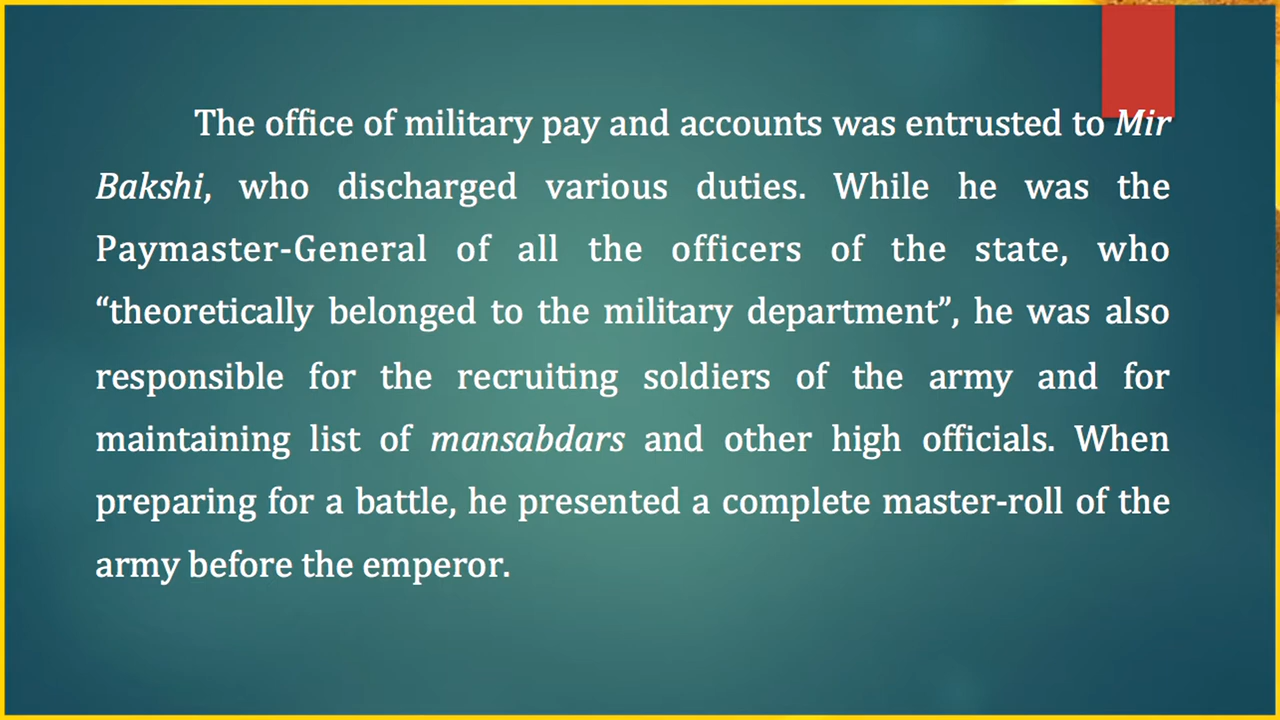 The office of military pay and accounts was entrusted to Mir
Bakshi, who discharged various duties. While he was the
Paymaster-General of all the officers of the state, who
“theoretically belonged to the military department”, he was also
responsible for the recruiting soldiers of the army and for
maintaining list of mansabdars and other high officials. When
preparing for a battle, he presented a complete master-roll of the
army before the emperor.